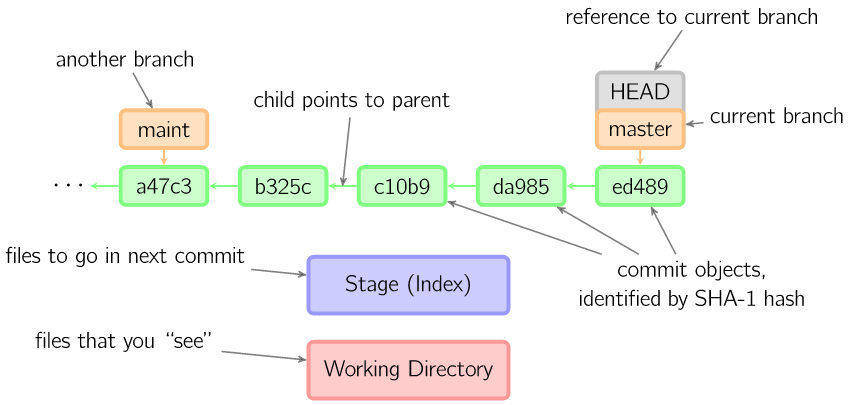 reference to current branch
another branch
HEAD
child points to parent
maint
master
current branch
··· a47c3 b325c c10b9 da985 ed489
files to go in next commit
Stage (Index)
commit objects,
identified by SHA-1 hash
files that you “see”
Working Directory